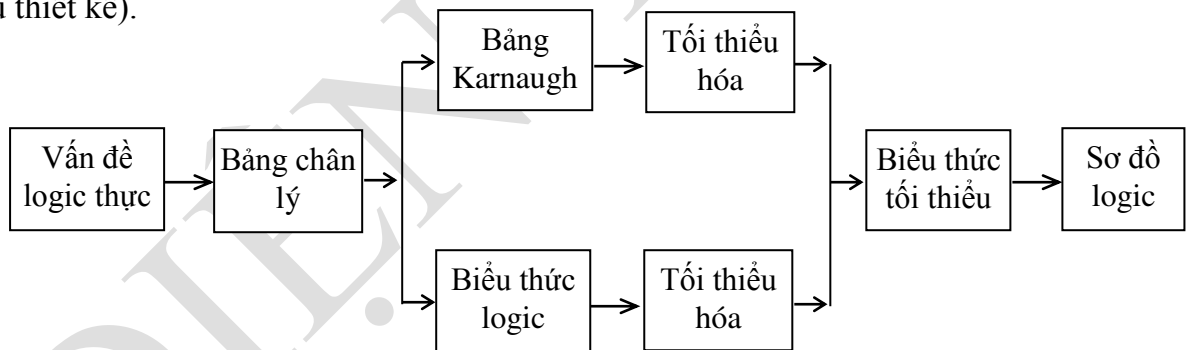 thiết kế).
Bảng
Karnaugh
Tối thiểu
hóa
Vấn đề
logic thực
Bảng chân
lý
Biểu thức
tối thiểu
Sơ đồ
logic
Biểu thức
logic
Tối thiểu
hóa
ĐIỆN